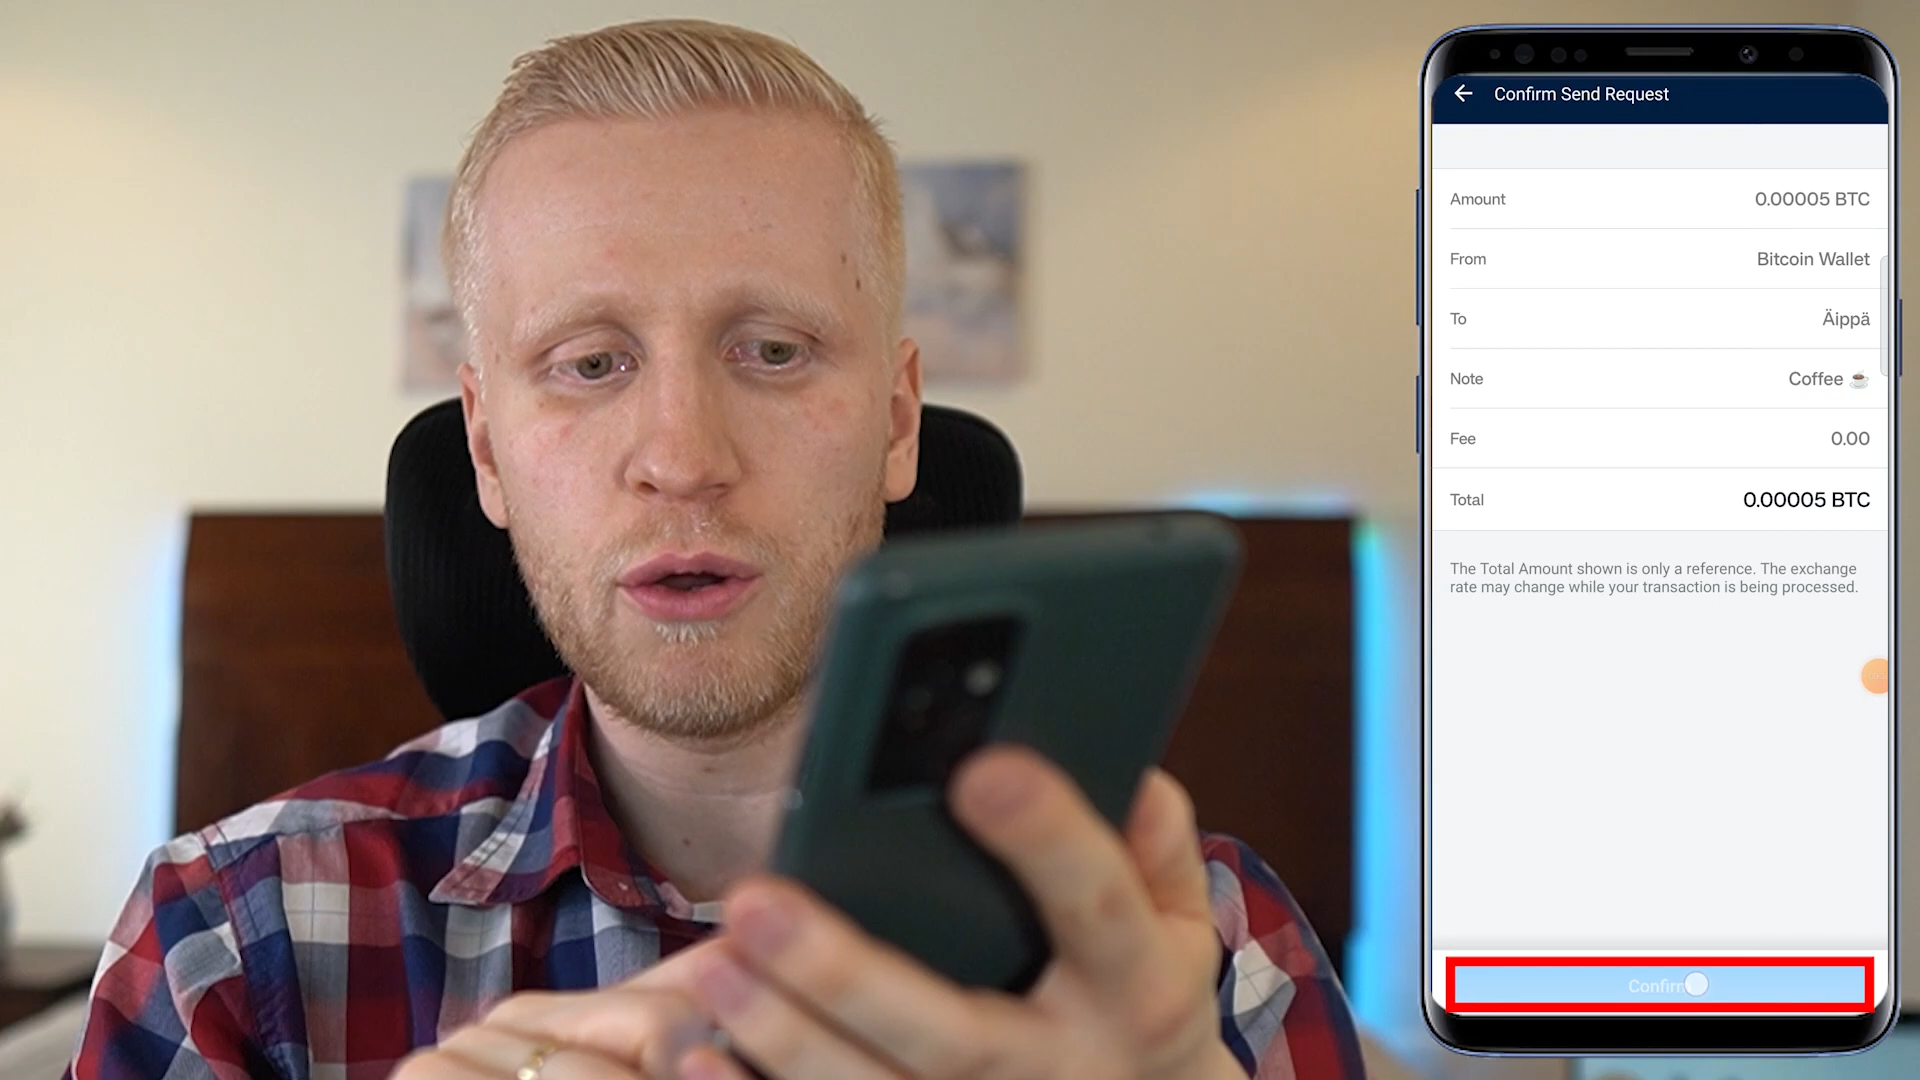 Confirm Send Request
Amount 0.00005 BTC
From Bitcoin Wallet
To Äippä
Note Coffee ☕
Fee 0.00
Total 0.00005 BTC
The Total Amount shown is only a reference. The exchange
rate may change while your transaction is being processed.
Confirm